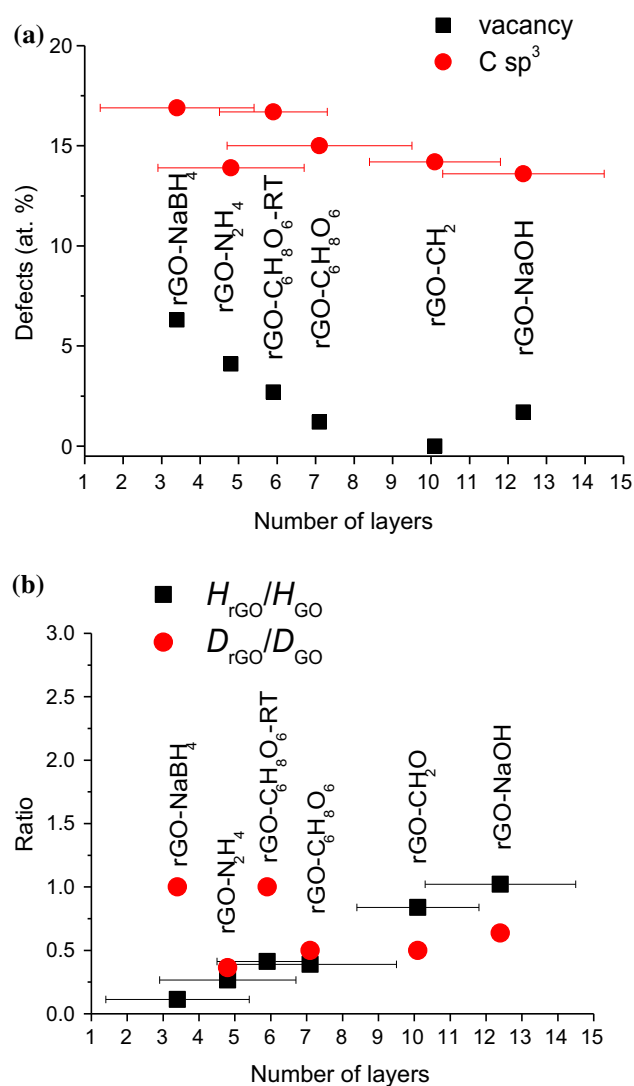 (a)
vacancy
C sp³
20
15
10
5
0
Defects (at. %)
rGO-NaBH₄
rGO-N₂H₄
rGO-C₆H₈O₆-RT
rGO-C₆H₈O₆
rGO-CH₂
rGO-NaOH
1 2 3 4 5 6 7 8 9 10 11 12 13 14 15
Number of layers
(b)
H_rGO/H_GO
D_rGO/D_GO
3.0
2.5
2.0
1.5
1.0
0.5
0.0
Ratio
rGO-NaBH₄
rGO-N₂H₄
rGO-C₆H₈O₆-RT
rGO-C₆H₈O₆
rGO-CH₂O
rGO-NaOH
1 2 3 4 5 6 7 8 9 10 11 12 13 14 15
Number of layers